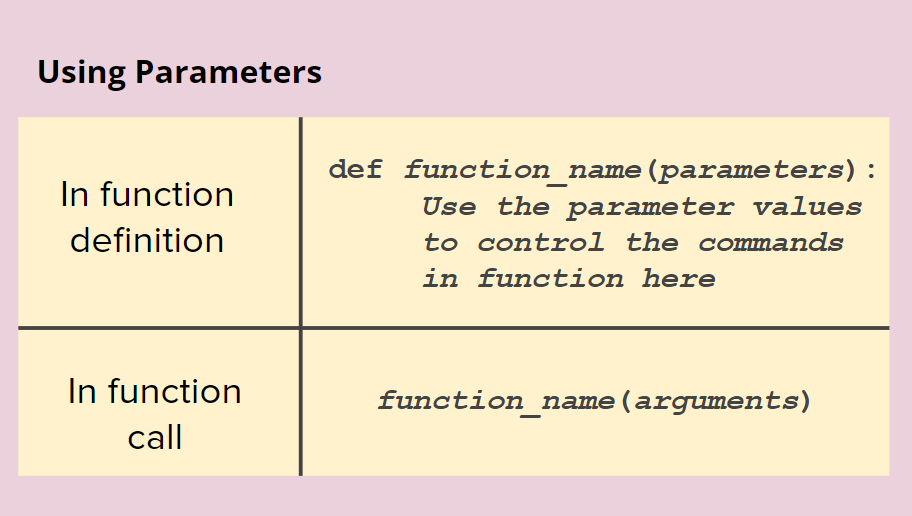 Using Parameters
In function
definition
def function_name(parameters):
Use the parameter values
to control the commands
in function here
In function
call
function_name(arguments)